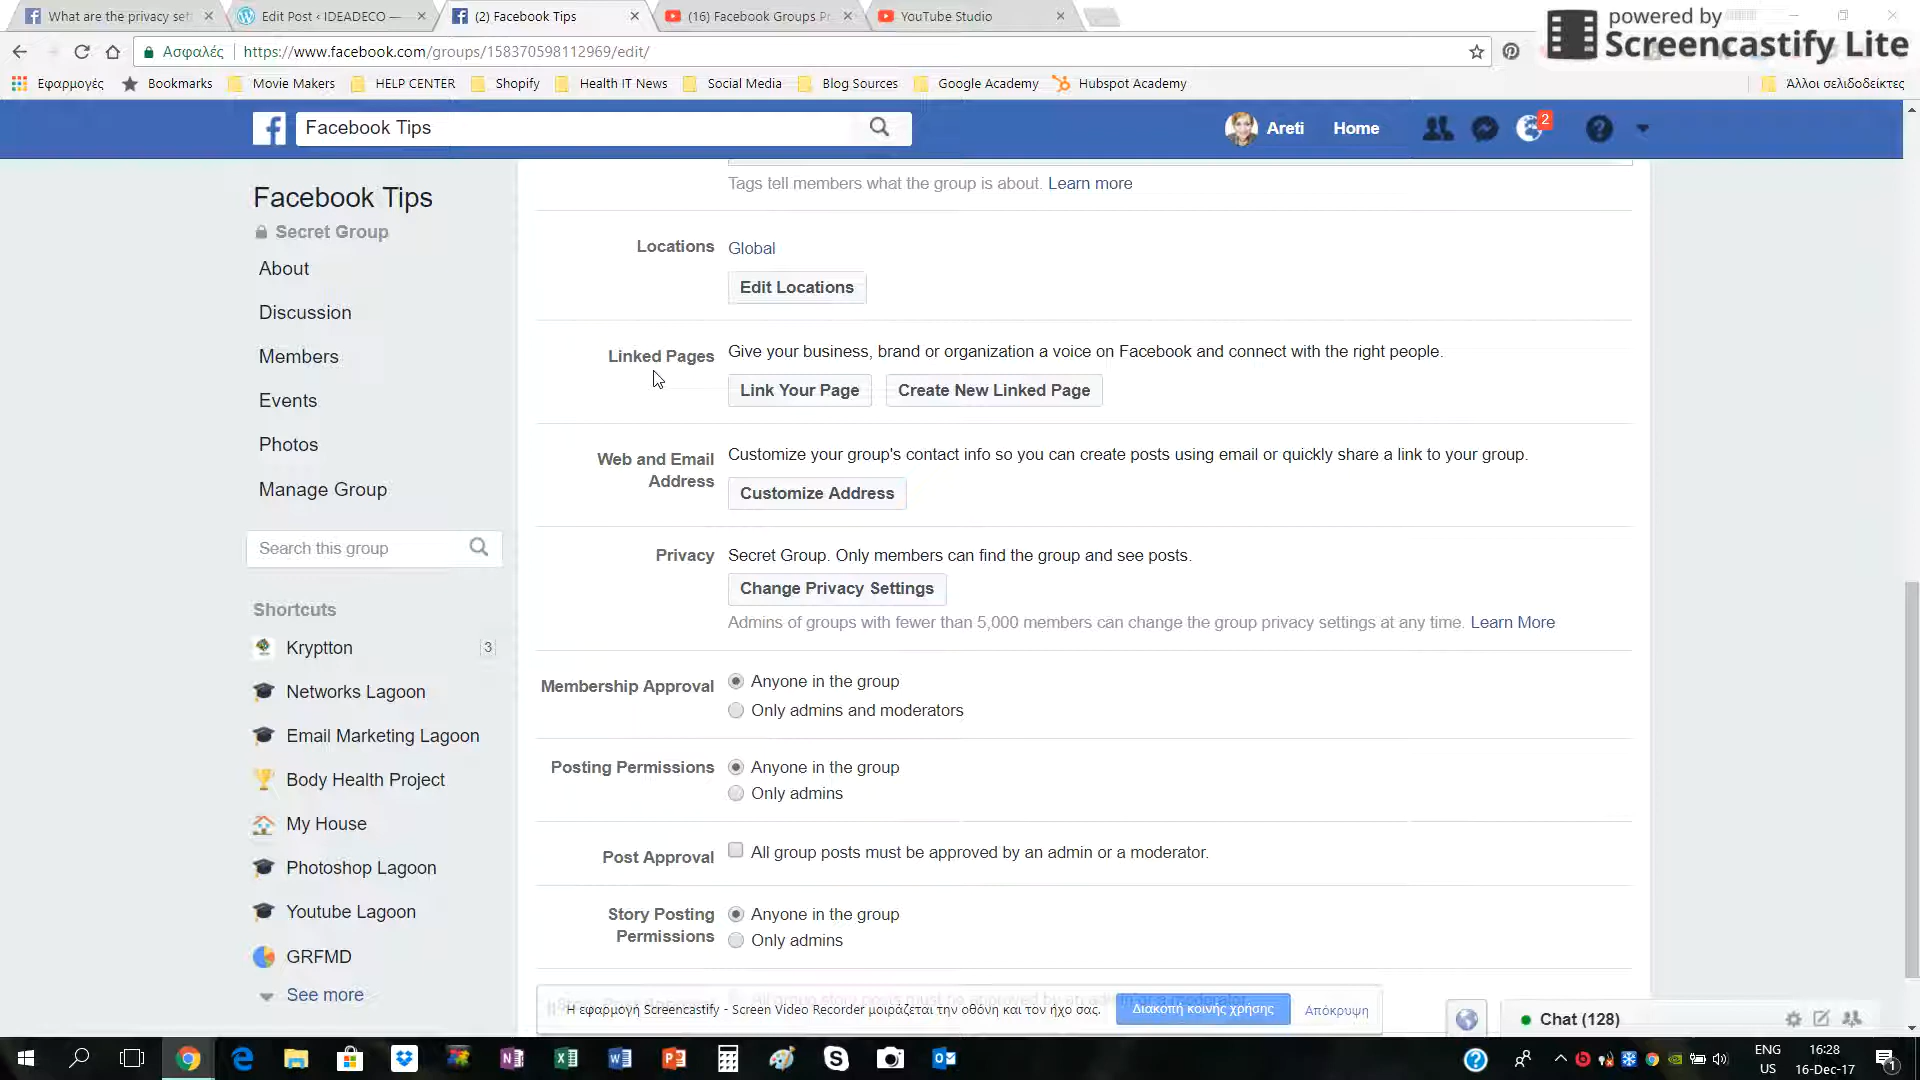 What are the privacy set
Edit Post ‹ IDEADECO —
(2) Facebook Tips
(16) Facebook Groups Pr
YouTube Studio
powered by
Screencastify Lite
Ασφαλές
https://www.facebook.com/groups/158370598112969/edit/
Εφαρμογές
Bookmarks
Movie Makers
HELP CENTER
Shopify
Health IT News
Social Media
Blog Sources
Google Academy
Hubspot Academy
Άλλοι σελιδοδείκτες
Facebook Tips
Areti
Home
2
Facebook Tips
Secret Group
About
Discussion
Members
Events
Photos
Manage Group
Search this group
Shortcuts
Kryptton
3
Networks Lagoon
Email Marketing Lagoon
Body Health Project
My House
Photoshop Lagoon
Youtube Lagoon
GRFMD
See more
Tags tell members what the group is about. Learn more
Locations
Global
Edit Locations
Linked Pages
Give your business, brand or organization a voice on Facebook and connect with the right people.
Link Your Page
Create New Linked Page
Web and Email
Address
Customize your group's contact info so you can create posts using email or quickly share a link to your group.
Customize Address
Privacy
Secret Group. Only members can find the group and see posts.
Change Privacy Settings
Admins of groups with fewer than 5,000 members can change the group privacy settings at any time. Learn More
Membership Approval
Anyone in the group
Only admins and moderators
Posting Permissions
Anyone in the group
Only admins
Post Approval
All group posts must be approved by an admin or a moderator.
Story Posting
Permissions
Anyone in the group
Only admins
Η εφαρμογή Screencastify - Screen Video Recorder μοιράζεται την οθόνη και τον ήχο σας.
Διακοπή κοινής χρήσης
Απόκρυψη
Chat (128)
ENG
US
16:28
16-Dec-17
1